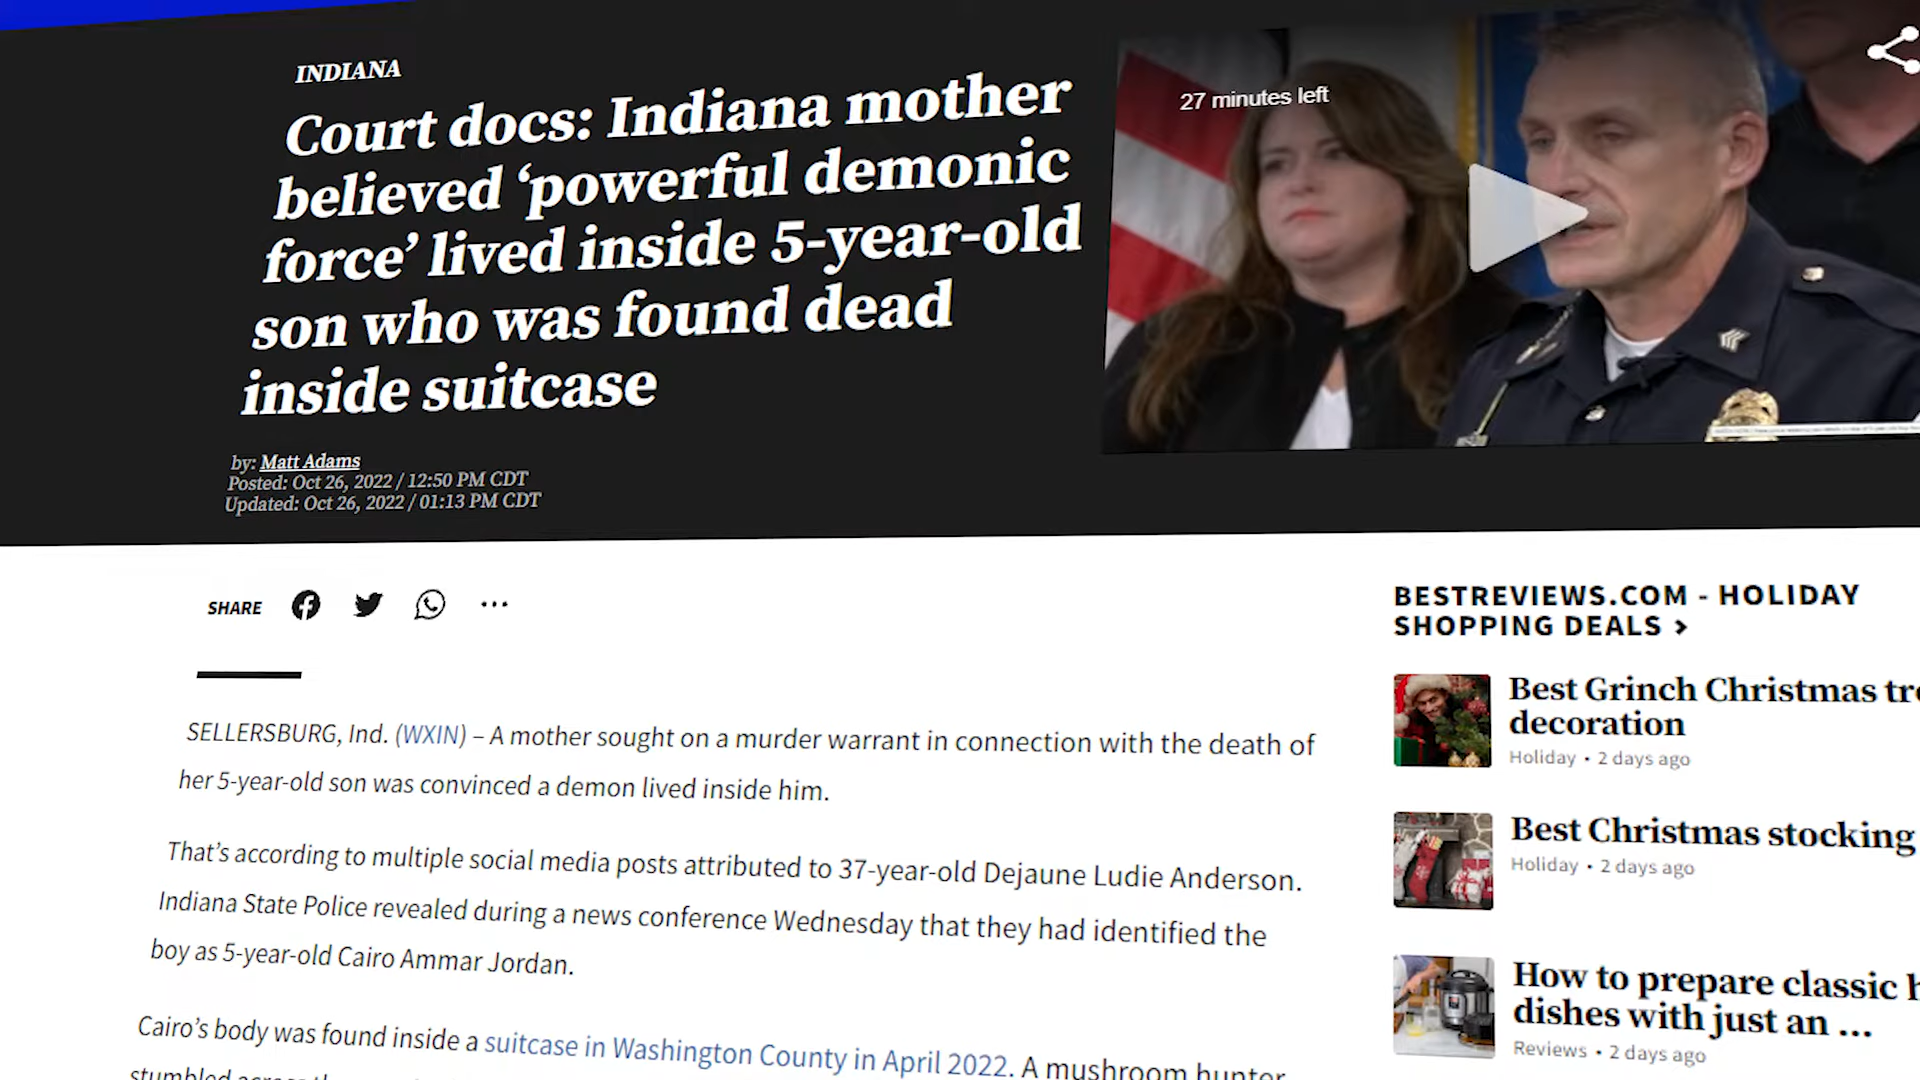 INDIANA
Court docs: Indiana mother
believed ‘powerful demonic
force’ lived inside 5-year-old
son who was found dead
inside suitcase
by: Matt Adams
Posted: Oct 26, 2022 / 12:50 PM CDT
Updated: Oct 26, 2022 / 01:13 PM CDT
27 minutes left
SHARE
SELLERSBURG, Ind. (WXIN) – A mother sought on a murder warrant in connection with the death of
her 5-year-old son was convinced a demon lived inside him.
That’s according to multiple social media posts attributed to 37-year-old Dejaune Ludie Anderson.
Indiana State Police revealed during a news conference Wednesday that they had identified the
boy as 5-year-old Cairo Ammar Jordan.
Cairo’s body was found inside a suitcase in Washington County in April 2022. A mushroom hunter
stumbled across
BESTREVIEWS.COM - HOLIDAY
SHOPPING DEALS >
Best Grinch Christmas
decoration
Holiday • 2 days ago
Best Christmas stocking
Holiday • 2 days ago
How to prepare classic
dishes with just an ...
Reviews • 2 days ago